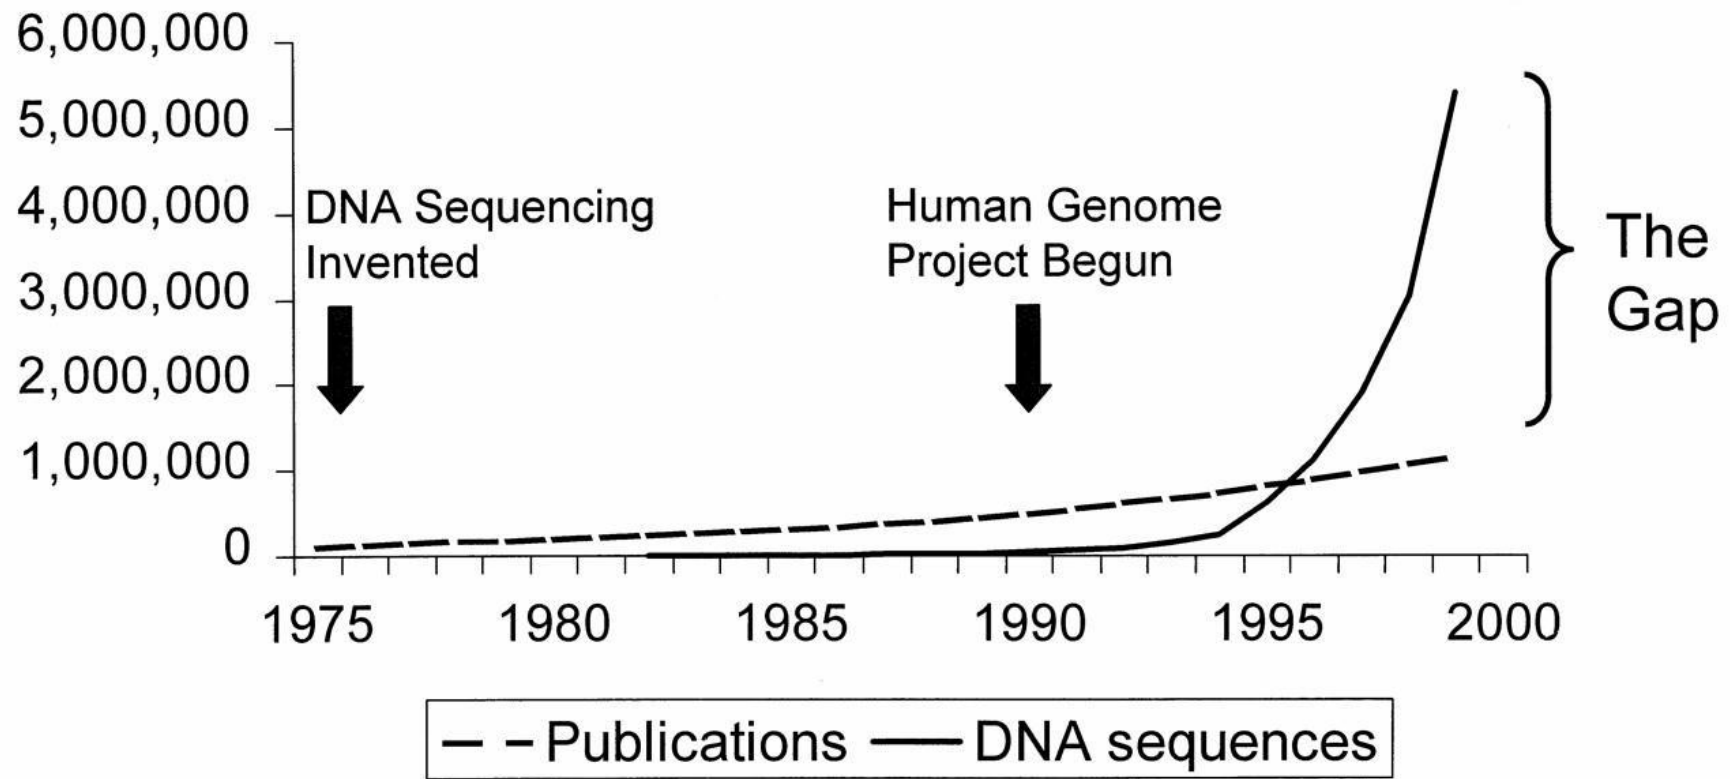 6,000,000
5,000,000
4,000,000
3,000,000
2,000,000
1,000,000
0
DNA Sequencing
Invented
Human Genome
Project Begun
The
Gap
1975 1980 1985 1990 1995 2000
Publications DNA sequences